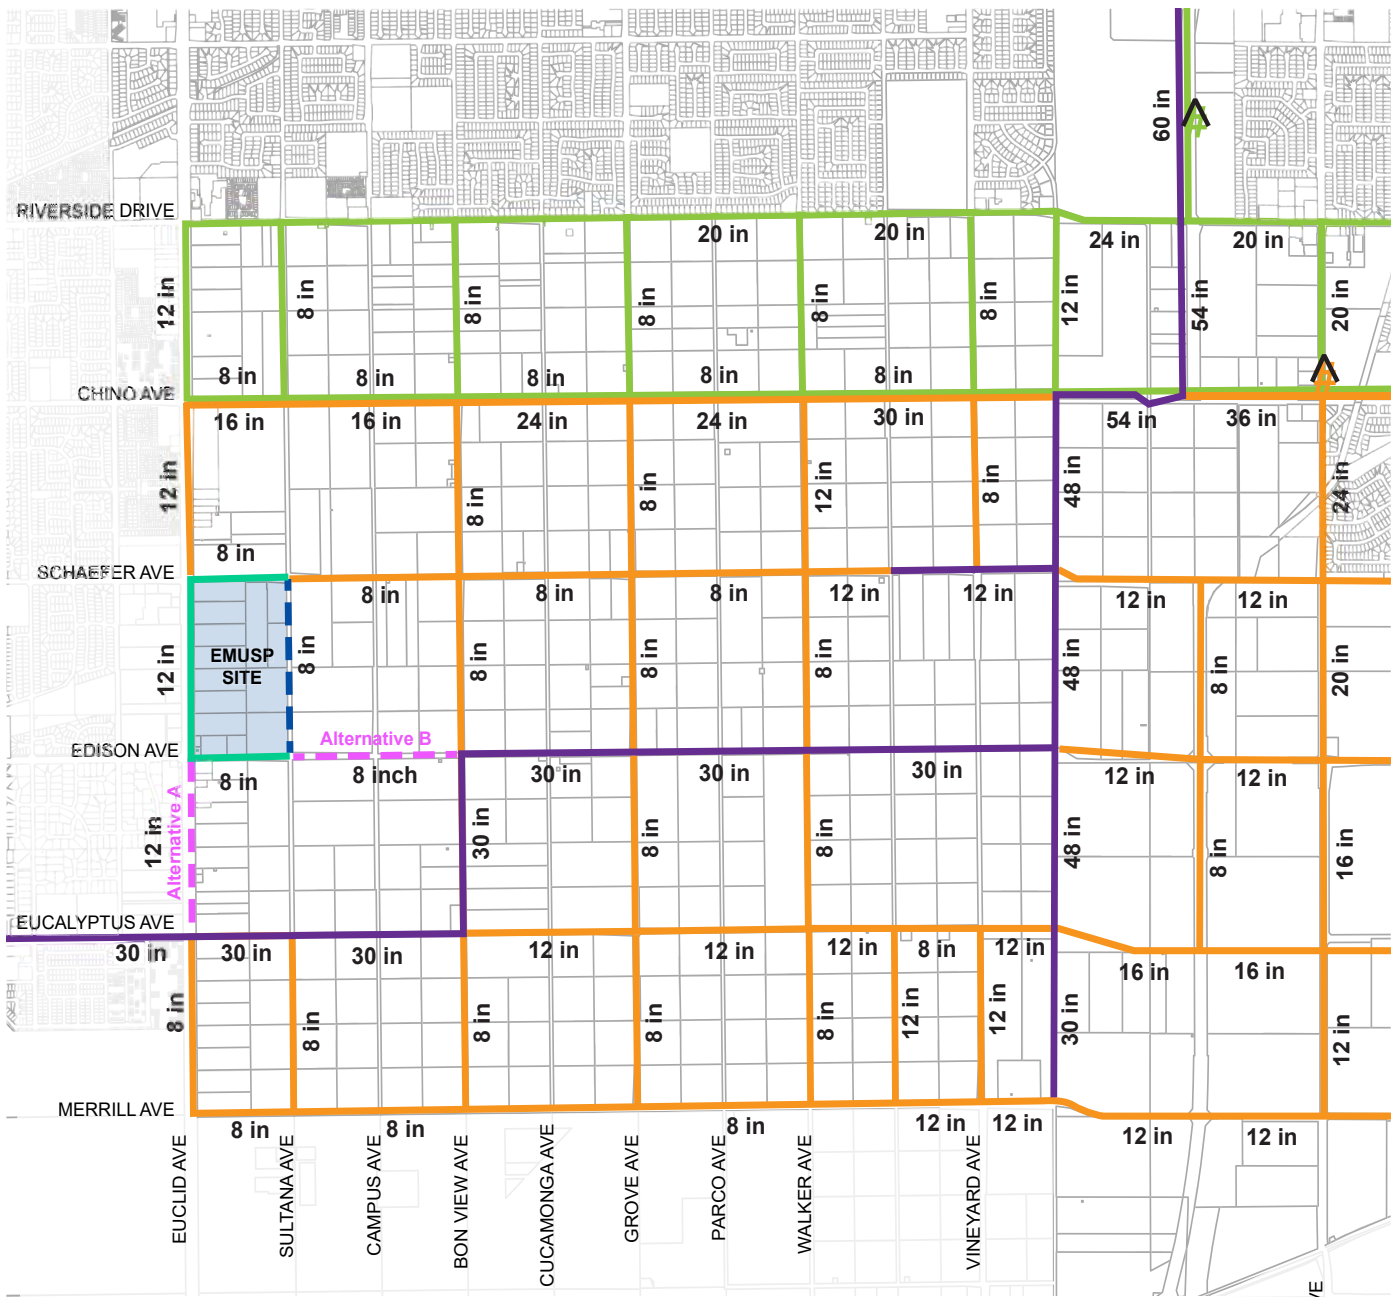 60 in
RIVERSIDE DRIVE
20 in
20 in
24 in
20 in
12 in
8 in
8 in
8 in
8 in
8 in
12 in
54 in
20 in
8 in
8 in
8 in
8 in
8 in
CHINO AVE
16 in
16 in
24 in
24 in
30 in
54 in
36 in
12 in
8 in
8 in
12 in
8 in
48 in
24 in
8 in
SCHAEFER AVE
8 in
8 in
8 in
12 in
12 in
12 in
12 in
12 in
EMUSP
SITE
8 in
8 in
8 in
8 in
48 in
8 in
20 in
EDISON AVE
Alternative B
8 in
8 inch
30 in
30 in
30 in
12 in
12 in
12 in
Alternative A
30 in
8 in
8 in
48 in
8 in
16 in
EUCALYPTUS AVE
30 in
30 in
30 in
12 in
12 in
12 in
8 in
12 in
16 in
16 in
8 in
8 in
8 in
8 in
8 in
12 in
12 in
30 in
12 in
MERRILL AVE
8 in
8 in
8 in
12 in
12 in
12 in
12 in
EUCLID AVE
SULTANA AVE
CAMPUS AVE
BON VIEW AVE
CUCAMONGA AVE
GROVE AVE
PARCO AVE
WALKER AVE
VINEYARD AVE